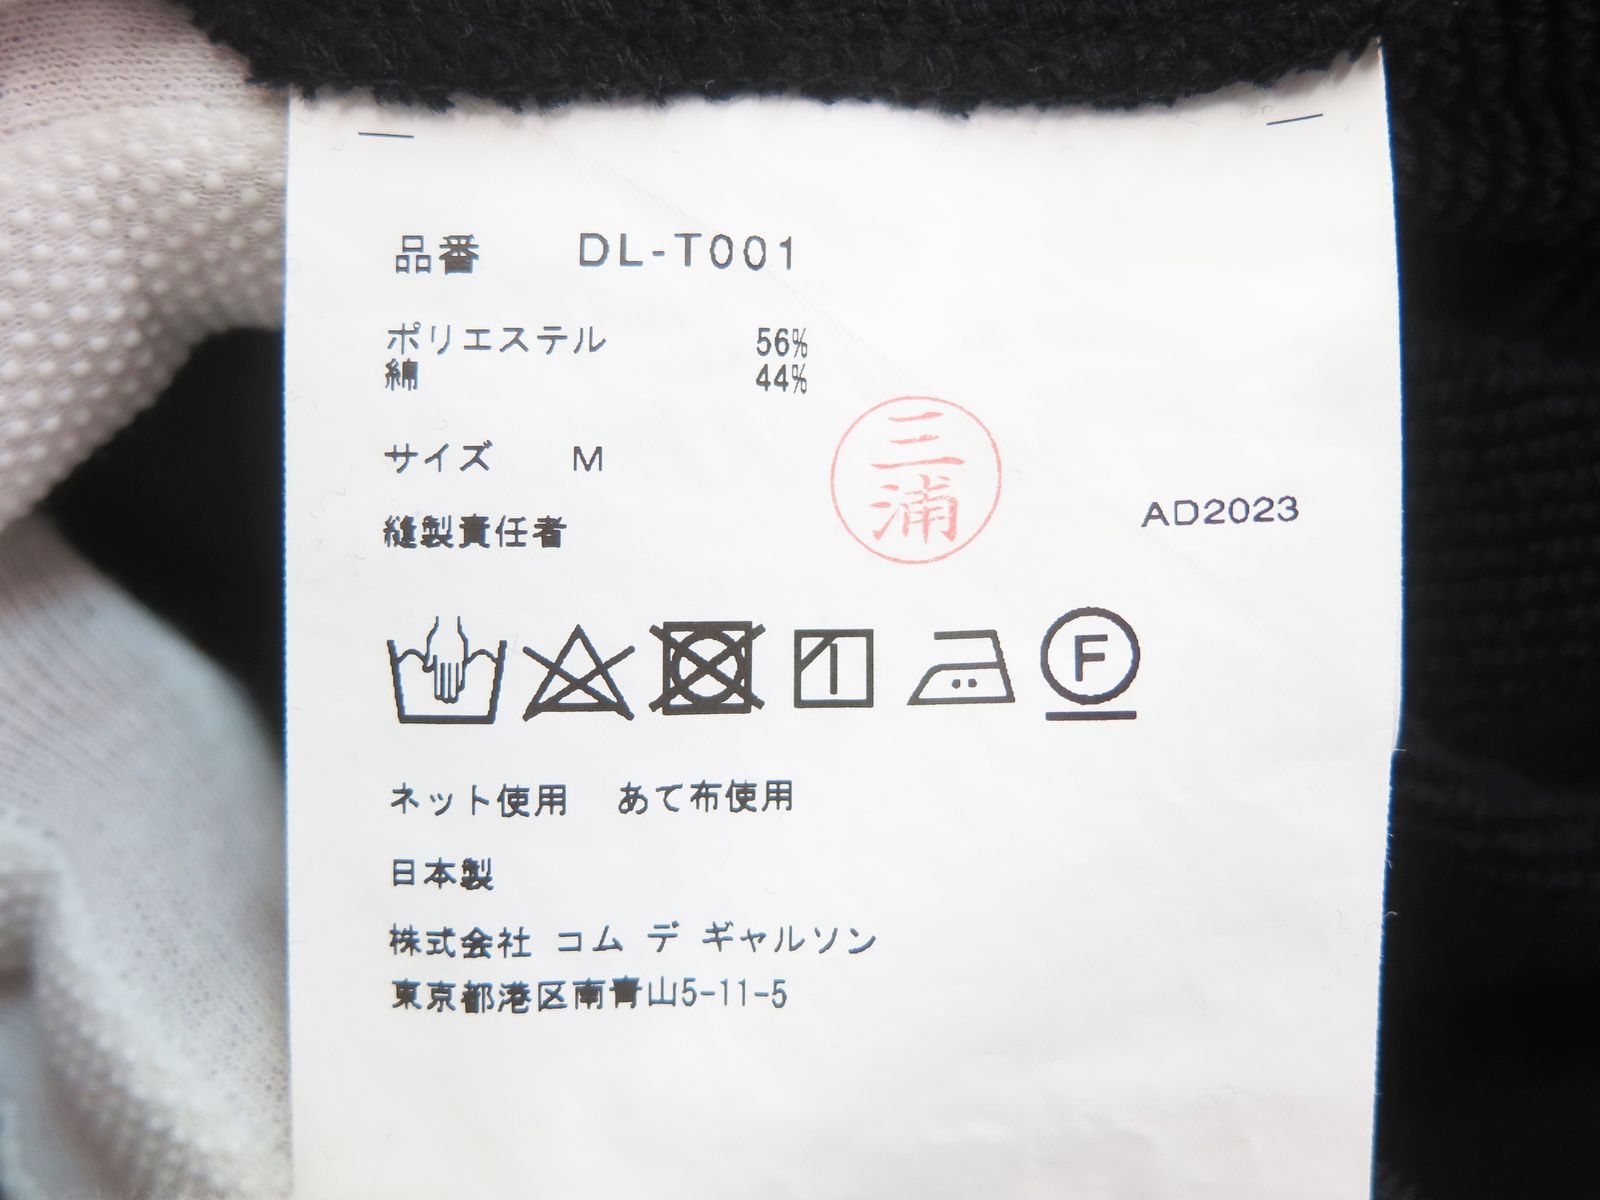 品番 DL-T001
ポリエステル 56%
綿 44%
サイズ M
三浦
縫製責任者
AD2023
F
ネット使用 あて布使用
日本製
株式会社 コム デ ギャルソン
東京都港区南青山5-11-5